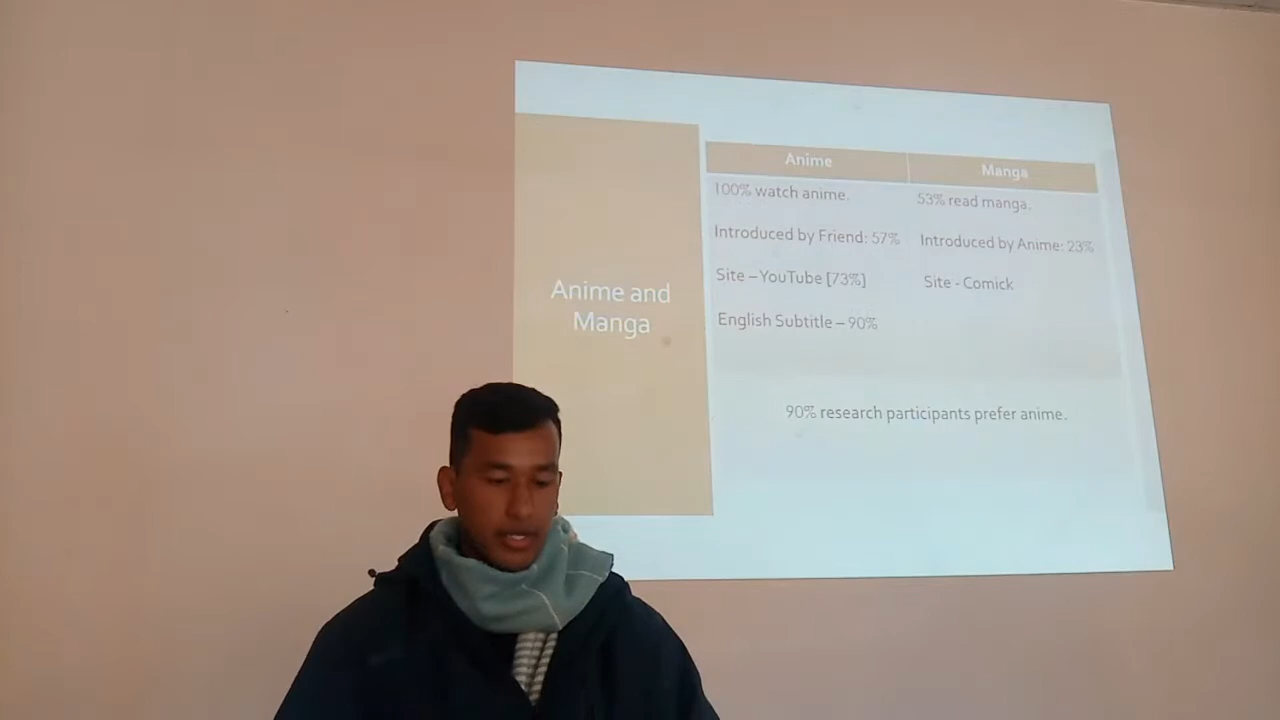 Anime and
Manga
Anime
Manga
100% watch anime.
53% read manga.
Introduced by Friend: 57%
Introduced by Anime: 23%
Site – YouTube [73%]
Site - Comick
English Subtitle – 90%
90% research participants prefer anime.